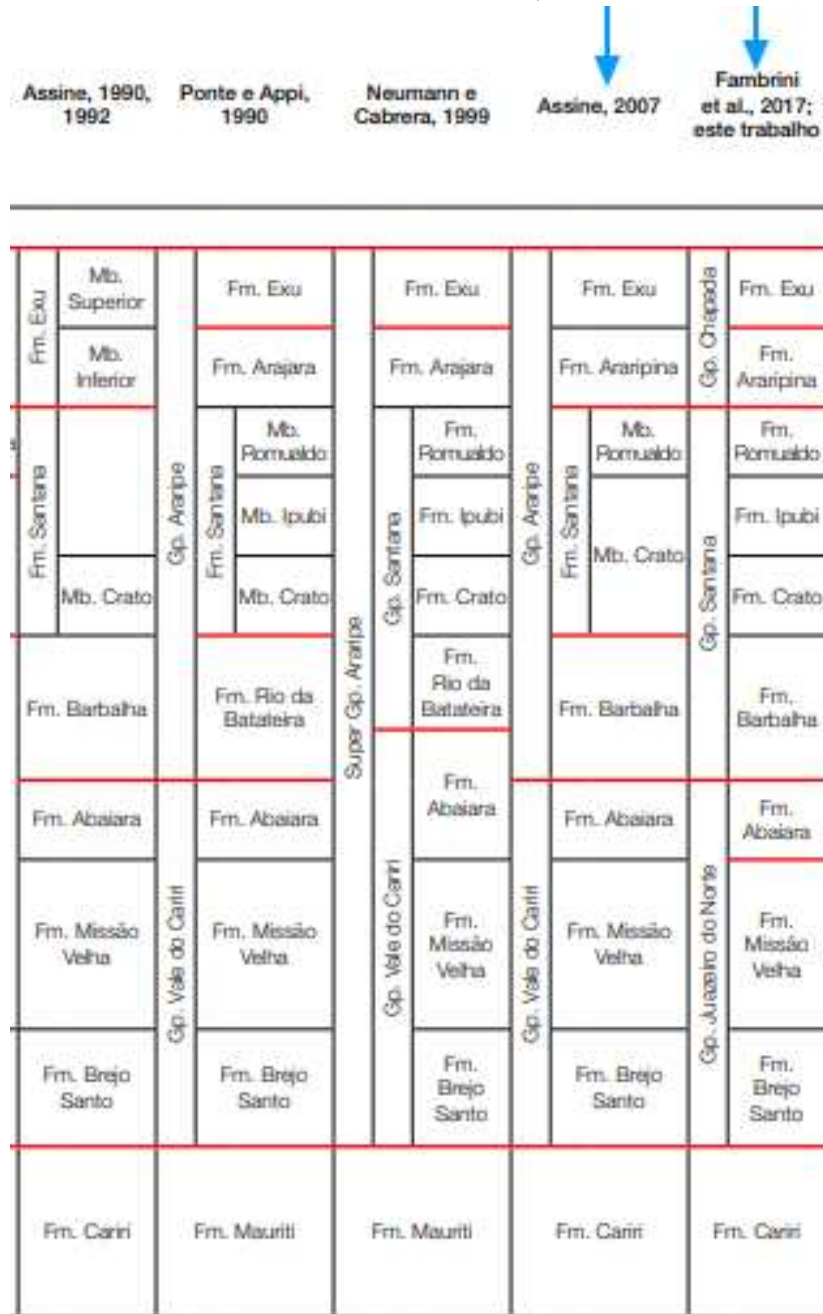 Assine, 1990,
1992
Ponte e Appi,
1990
Neumann e
Cabrera, 1999
Assine, 2007
Fambrini
et al., 2017;
este trabalho
Fm. Exu
Mb.
Superior
Mb.
Inferior
Fm. Santana
Mb. Crato
Fm. Barbalha
Fm. Abaiara
Fm. Missão
Velha
Fm. Brejo
Santo
Fm. Cariri
Gp. Araripe
Fm. Exu
Fm. Arajara
Fm. Santana
Mb.
Romualdo
Mb. Ipubi
Mb. Crato
Fm. Rio da
Batateira
Gp. Vale do Cariri
Fm. Abaiara
Fm. Missão
Velha
Fm. Brejo
Santo
Fm. Mauriti
Super Gp. Araripe
Fm. Exu
Fm. Arajara
Gp. Santana
Fm.
Romualdo
Fm. Ipubi
Fm. Crato
Fm.
Rio da
Batateira
Gp. Vale do Cariri
Fm.
Abaiara
Fm.
Missão
Velha
Fm.
Brejo
Santo
Fm. Mauriti
Gp. Araripe
Fm. Exu
Fm. Araripina
Fm. Santana
Mb.
Romualdo
Mb. Crato
Fm. Barbalha
Gp. Vale do Cariri
Fm. Abaiara
Fm. Missão
Velha
Fm. Brejo
Santo
Fm. Cariri
Gp. Chapada
Fm. Exu
Fm.
Araripina
Gp. Santana
Fm.
Romualdo
Fm. Ipubi
Fm. Crato
Fm.
Barbalha
Gp. Juazeiro do Norte
Fm.
Abaiara
Fm.
Missão
Velha
Fm.
Brejo
Santo
Fm. Cariri